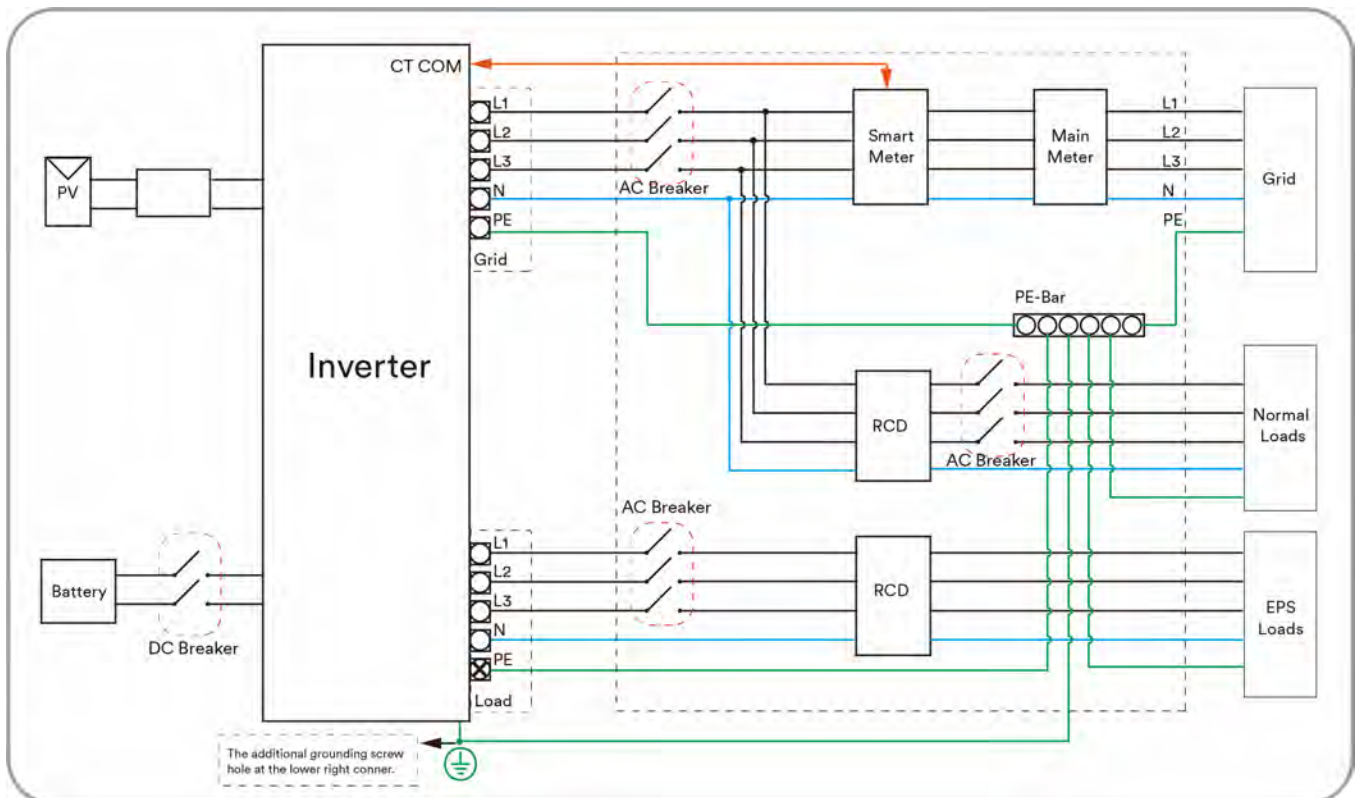 CT COM
L1
L2
L3
N
PE
Grid
AC Breaker
Smart
Meter
Main
Meter
L1
L2
L3
N
PE
Grid
PV
PE-Bar
Inverter
RCD
AC Breaker
Normal
Loads
Battery
DC Breaker
L1
L2
L3
N
PE
Load
AC Breaker
RCD
EPS
Loads
The additional grounding screw
hole at the lower right conner.